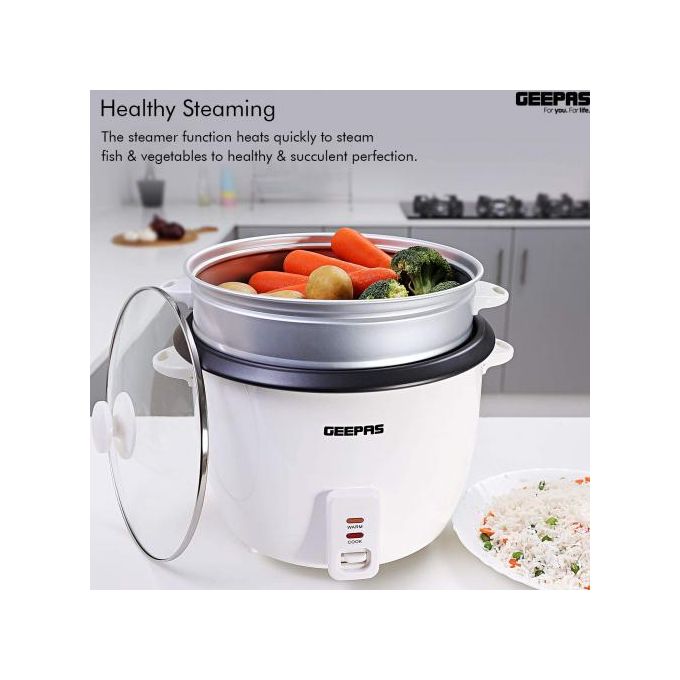 Healthy Steaming
GEEPAS
For you. For life.
The steamer function heats quickly to steam
fish & vegetables to healthy & succulent perfection.
GEEPAS
WARM
COOK